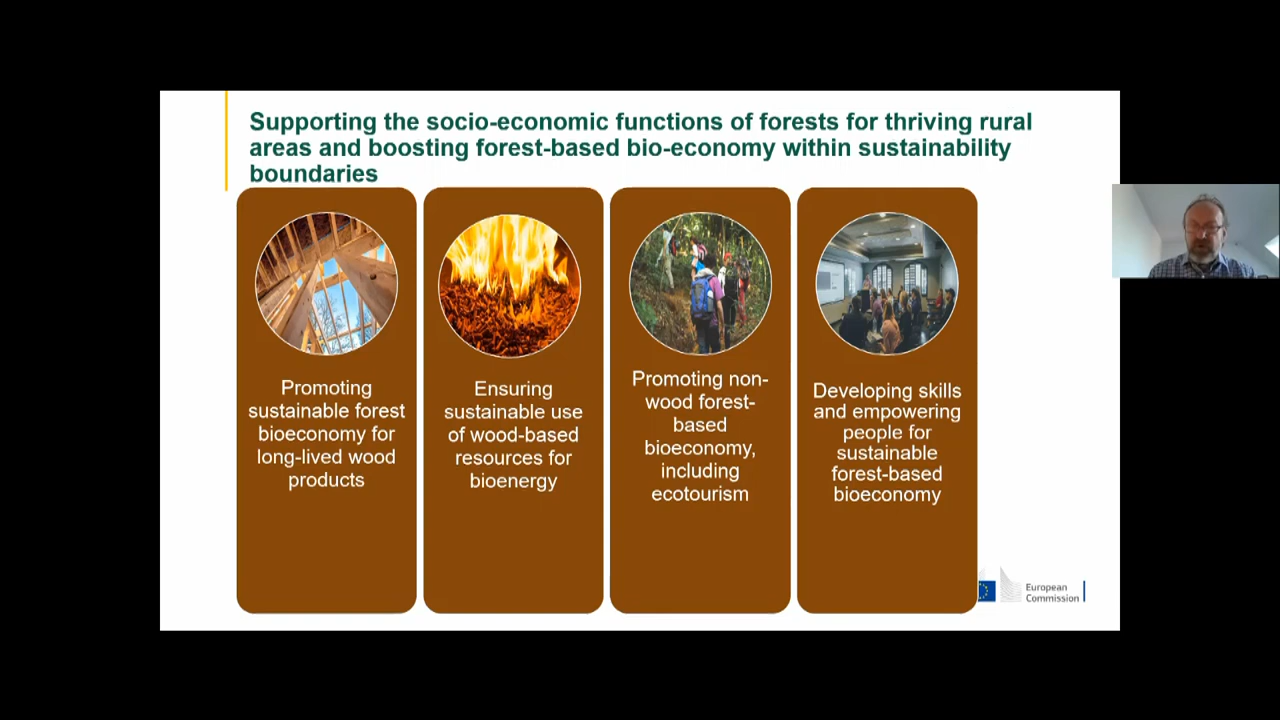 Supporting the socio-economic functions of forests for thriving rural
areas and boosting forest-based bio-economy within sustainability
boundaries
Promoting
sustainable forest
bioeconomy for
long-lived wood
products
Ensuring
sustainable use
of wood-based
resources for
bioenergy
Promoting non-
wood forest-
based
bioeconomy,
including
ecotourism
Developing skills
and empowering
people for
sustainable
forest-based
bioeconomy
European
Commission